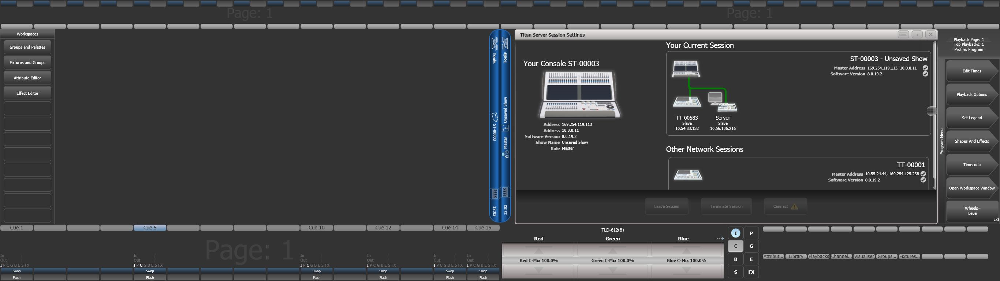 Page: 1
Page: 1
Workspaces
Groups and Palettes
Fixtures and Groups
Attribute Editor
Effect Editor
Tools
ST-00003
12:02
Tools
Unsaved Show
Master
12:02
Titan Server Session Settings
i
Your Console ST-00003
Address 169.254.119.113
Address 10.0.0.11
Software Version 8.0.19.2
Show Name Unsaved Show
Role Master
Your Current Session
ST-00003 - Unsaved Show
Master Address 169.254.119.113, 10.0.0.11
Software Version 8.0.19.2
TT-00583
Slave
10.54.83.132
Server
Slave
10.56.106.216
Other Network Sessions
TT-00001
Master Address 10.55.24.44, 169.254.125.238
Software Version 8.0.19.2
Leave Session
Terminate Session
Connect
Playback Page: 1
Top Playbacks: 1
Profile: Program
Program Menu
Edit Times
Playback Options
Set Legend
Shapes And Effects
Timecode
Open Workspace Window
Wheels=
Level
1/3
Cue 1
Cue 5
Cue 10
Cue 12
Cue 14
Cue 15
Page: 1
In /
Out /
I P C G B E S FX
Swop
Flash
In /
Out /
I P C G B E S FX
Swop
Flash
In /
Out /
I P C G B E S FX
Swop
Flash
In /
Out /
I P C G B E S FX
Swop
Flash
In /
Out /
I P C G B E S FX
Swop
Flash
In /
Out /
I P C G B E S FX
Swop
Flash
TLD-612(8)
Red Green Blue
Red C-Mix 100.0% Green C-Mix 100.0% Blue C-Mix 100.0%
I P
C G
B E
S FX
Attribut... Library Playbacks Channel... Visualiser Groups... Fixtures...